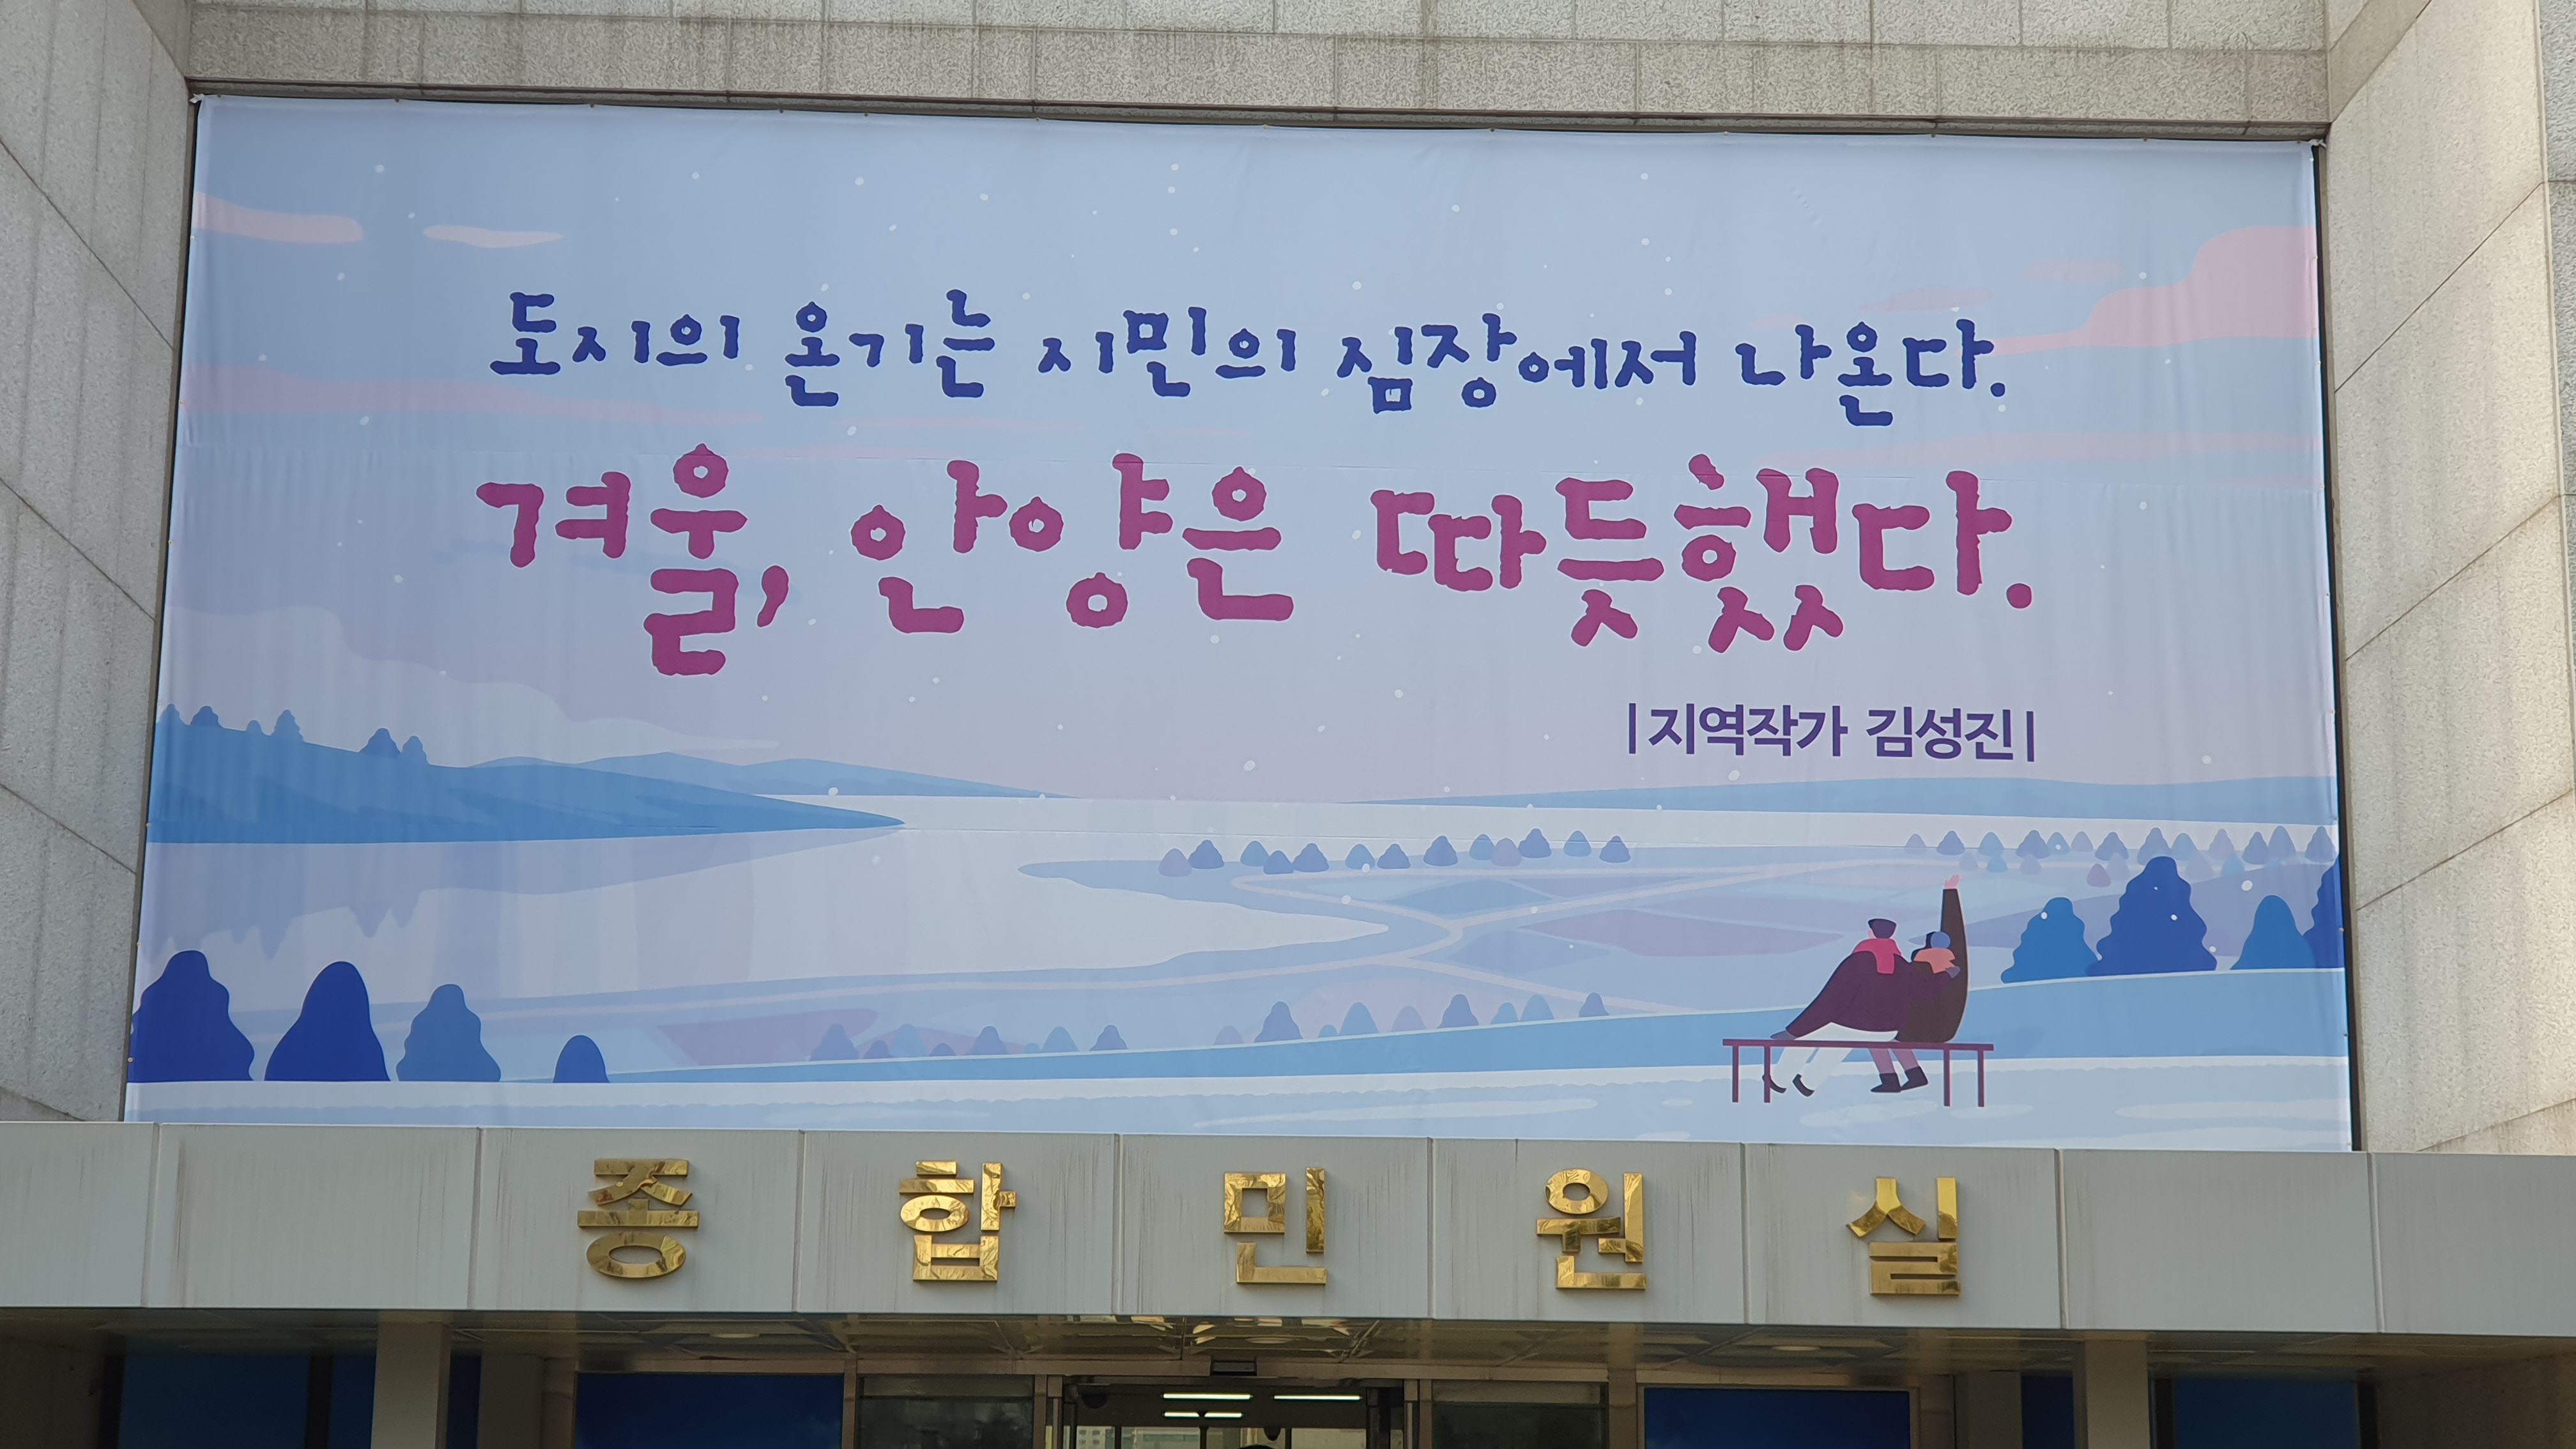 도시의 온기는 시민의 심장에서 나온다.
겨울, 안양은 따듯했다.
|지역작가 김성진|
종합민원실